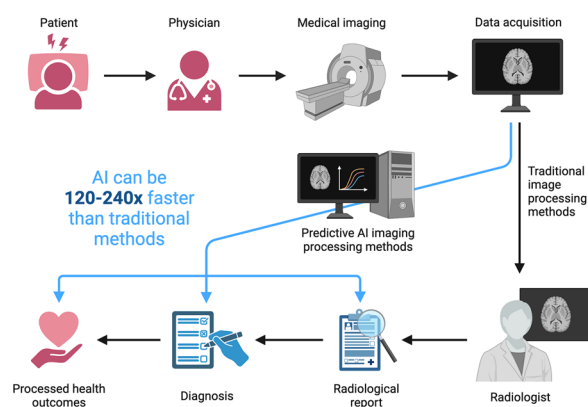 Patient
Physician
Medical imaging
Data acquisition
AI can be
120-240x faster
than traditional
methods
Predictive AI imaging
processing methods
Traditional
image
processing
methods
Processed health
outcomes
Diagnosis
Radiological
report
Radiologist